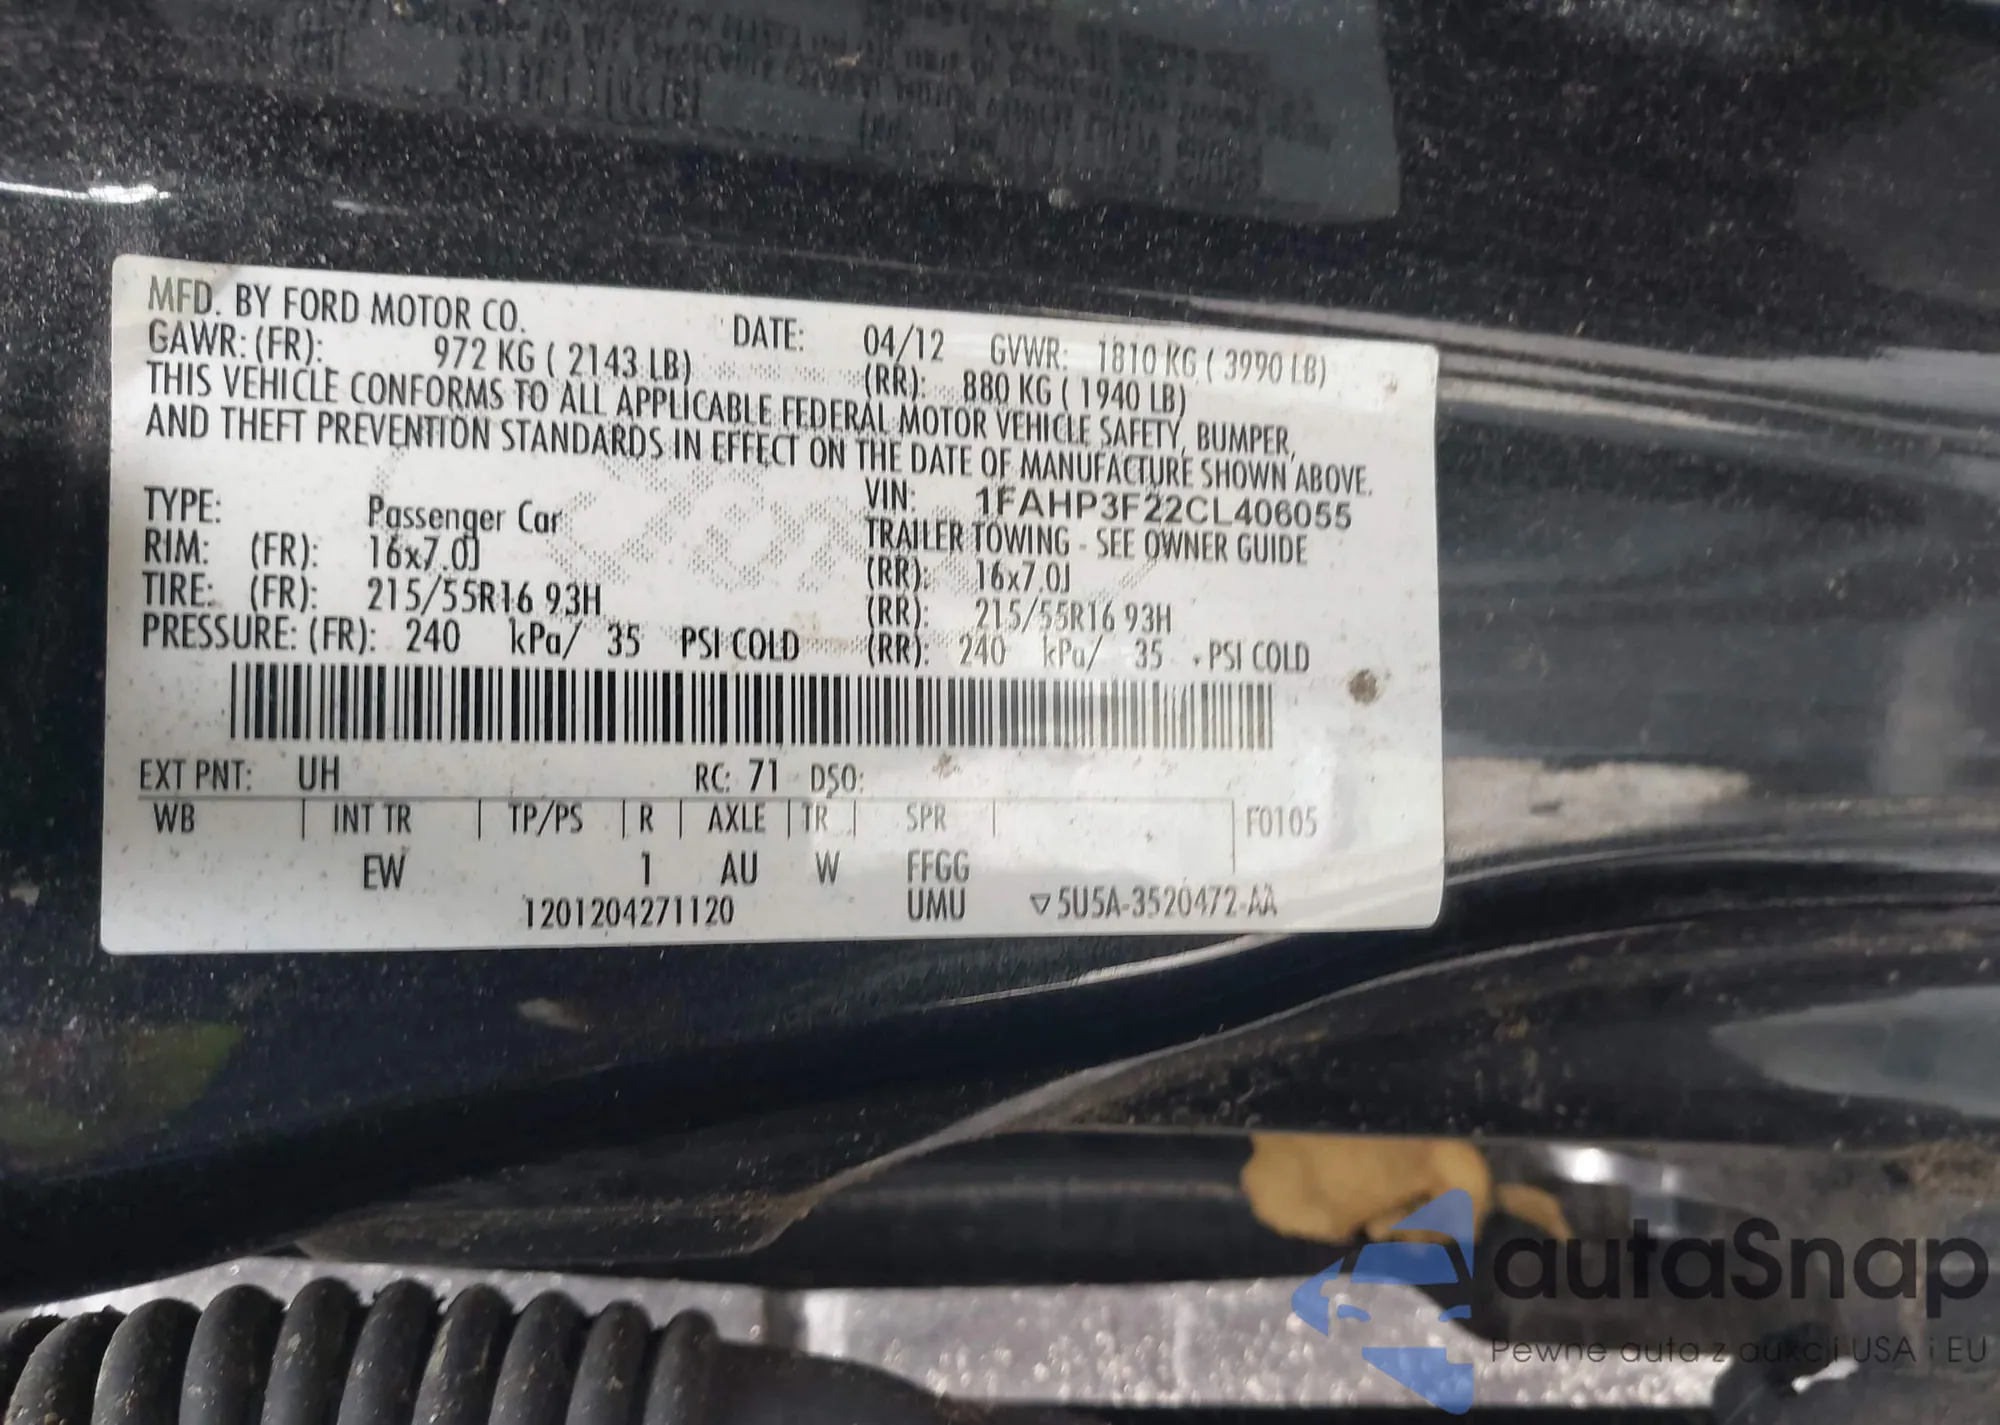 MFD. BY FORD MOTOR CO. DATE: 04/12 GVWR: 1810 KG ( 3990 LB)
GAWR: (FR): 972 KG ( 2143 LB) (RR): 880 KG ( 1940 LB)
THIS VEHICLE CONFORMS TO ALL APPLICABLE FEDERAL MOTOR VEHICLE SAFETY, BUMPER,
AND THEFT PREVENTION STANDARDS IN EFFECT ON THE DATE OF MANUFACTURE SHOWN ABOVE.
VIN: 1FAHP3F22CL406055
TYPE: Passenger Car TRAILER TOWING - SEE OWNER GUIDE
RIM: (FR): 16x7.0J (RR): 16x7.0J
TIRE: (FR): 215/55R16 93H (RR): 215/55R16 93H
PRESSURE: (FR): 240 kPa/ 35 PSI COLD (RR): 240 kPa/ 35 PSI COLD
EXT PNT: UH RC: 71 DSO:
WB | INT TR | TP/PS | R | AXLE | TR | SPR | F0105
EW 1 AU W FFGG
1201204271120 UMU ▽5U5A-3520472-AA
autaSnap
Pewne auta z aukcji USA i EU